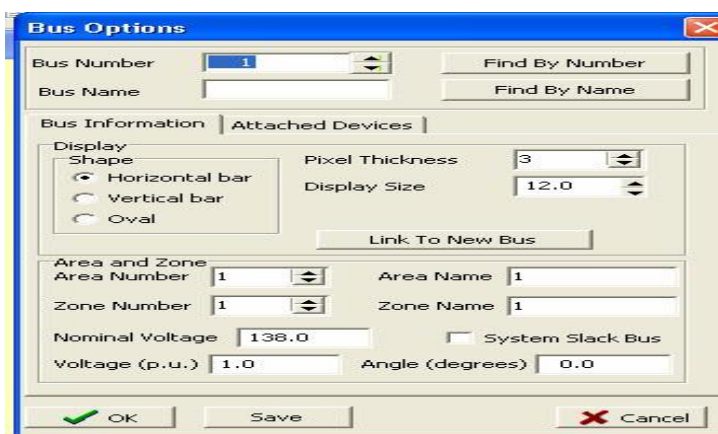 Bus Options
Bus Number 1 Find By Number
Bus Name Find By Name
Bus Information Attached Devices
Display
Shape
Horizontal bar
Vertical bar
Oval
Pixel Thickness 3
Display Size 12.0
Link To New Bus
Area and Zone
Area Number 1 Area Name 1
Zone Number 1 Zone Name 1
Nominal Voltage 138.0 System Slack Bus
Voltage (p.u.) 1.0 Angle (degrees) 0.0
OK Save Cancel